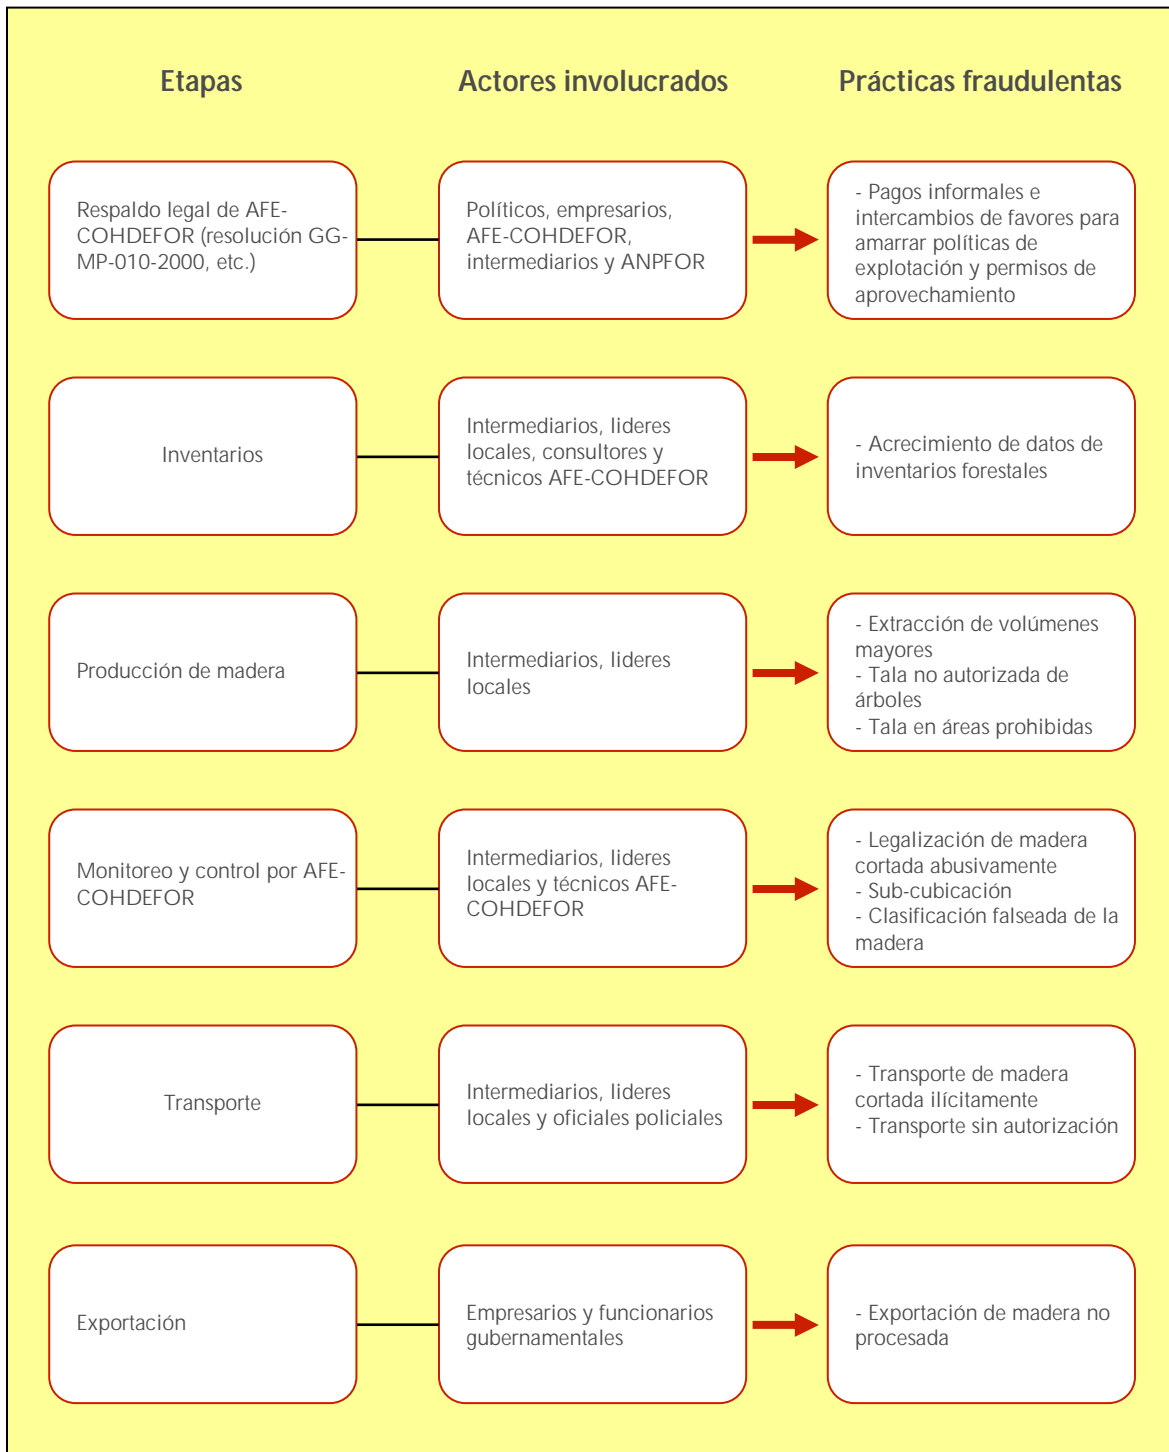 Etapas
Actores involucrados
Prácticas fraudulentas
Respaldo legal de AFE-
COHDEFOR (resolución GG-
MP-010-2000, etc.)
Políticos, empresarios,
AFE-COHDEFOR,
intermediarios y ANPFOR
- Pagos informales e
intercambios de favores para
amarrar políticas de
explotación y permisos de
aprovechamiento
Inventarios
Intermediarios, lideres
locales, consultores y
técnicos AFE-COHDEFOR
- Acrecimiento de datos de
inventarios forestales
Producción de madera
Intermediarios, lideres
locales
- Extracción de volúmenes
mayores
- Tala no autorizada de
árboles
- Tala en áreas prohibidas
Monitoreo y control por AFE-
COHDEFOR
Intermediarios, lideres
locales y técnicos AFE-
COHDEFOR
- Legalización de madera
cortada abusivamente
- Sub-cubicación
- Clasificación falseada de la
madera
Transporte
Intermediarios, lideres
locales y oficiales policiales
- Transporte de madera
cortada ilícitamente
- Transporte sin autorización
Exportación
Empresarios y funcionarios
gubernamentales
- Exportación de madera no
procesada